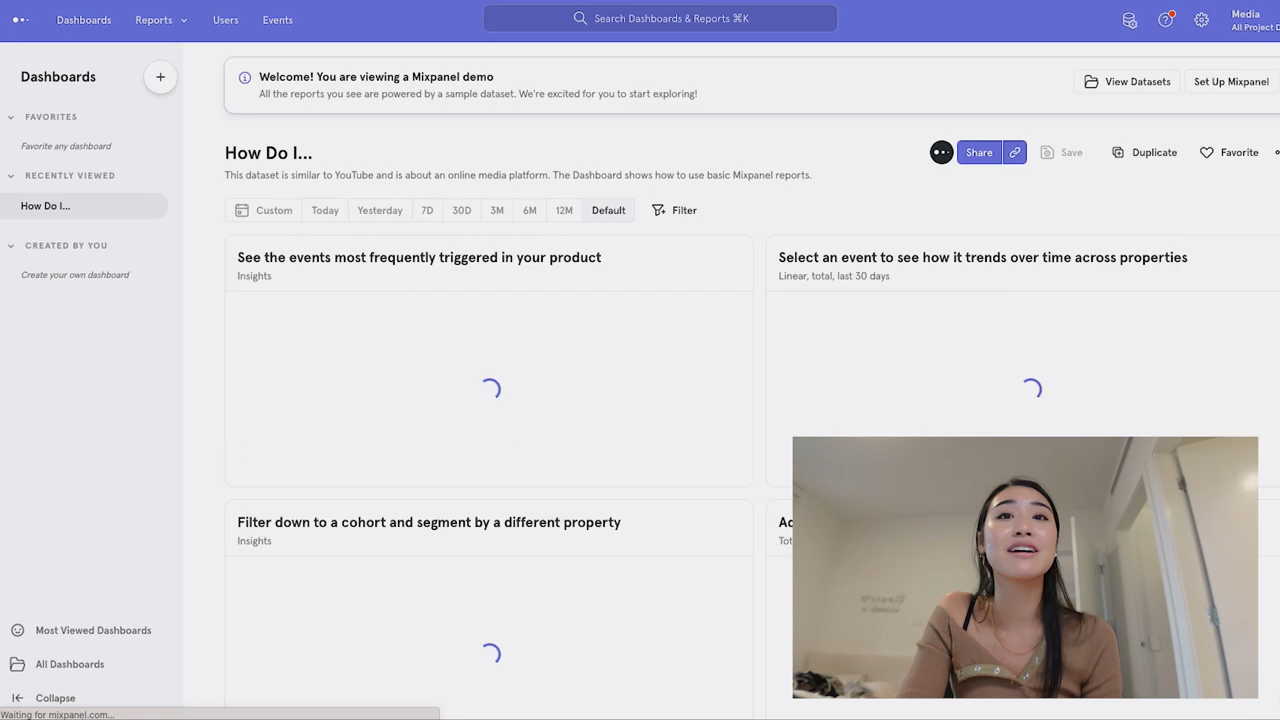 Dashboards
Reports
Users
Events
Search Dashboards & Reports ⌘K
Media
All Project D
Dashboards
FAVORITES
Favorite any dashboard
RECENTLY VIEWED
How Do I...
CREATED BY YOU
Create your own dashboard
Most Viewed Dashboards
All Dashboards
Collapse
Waiting for mixpanel.com...
Welcome! You are viewing a Mixpanel demo
All the reports you see are powered by a sample dataset. We're excited for you to start exploring!
View Datasets
Set Up Mixpanel
How Do I...
Share
Save
Duplicate
Favorite
This dataset is similar to YouTube and is about an online media platform. The Dashboard shows how to use basic Mixpanel reports.
Custom
Today
Yesterday
7D
30D
3M
6M
12M
Default
Filter
See the events most frequently triggered in your product
Insights
Select an event to see how it trends over time across properties
Linear, total, last 30 days
Filter down to a cohort and segment by a different property
Insights